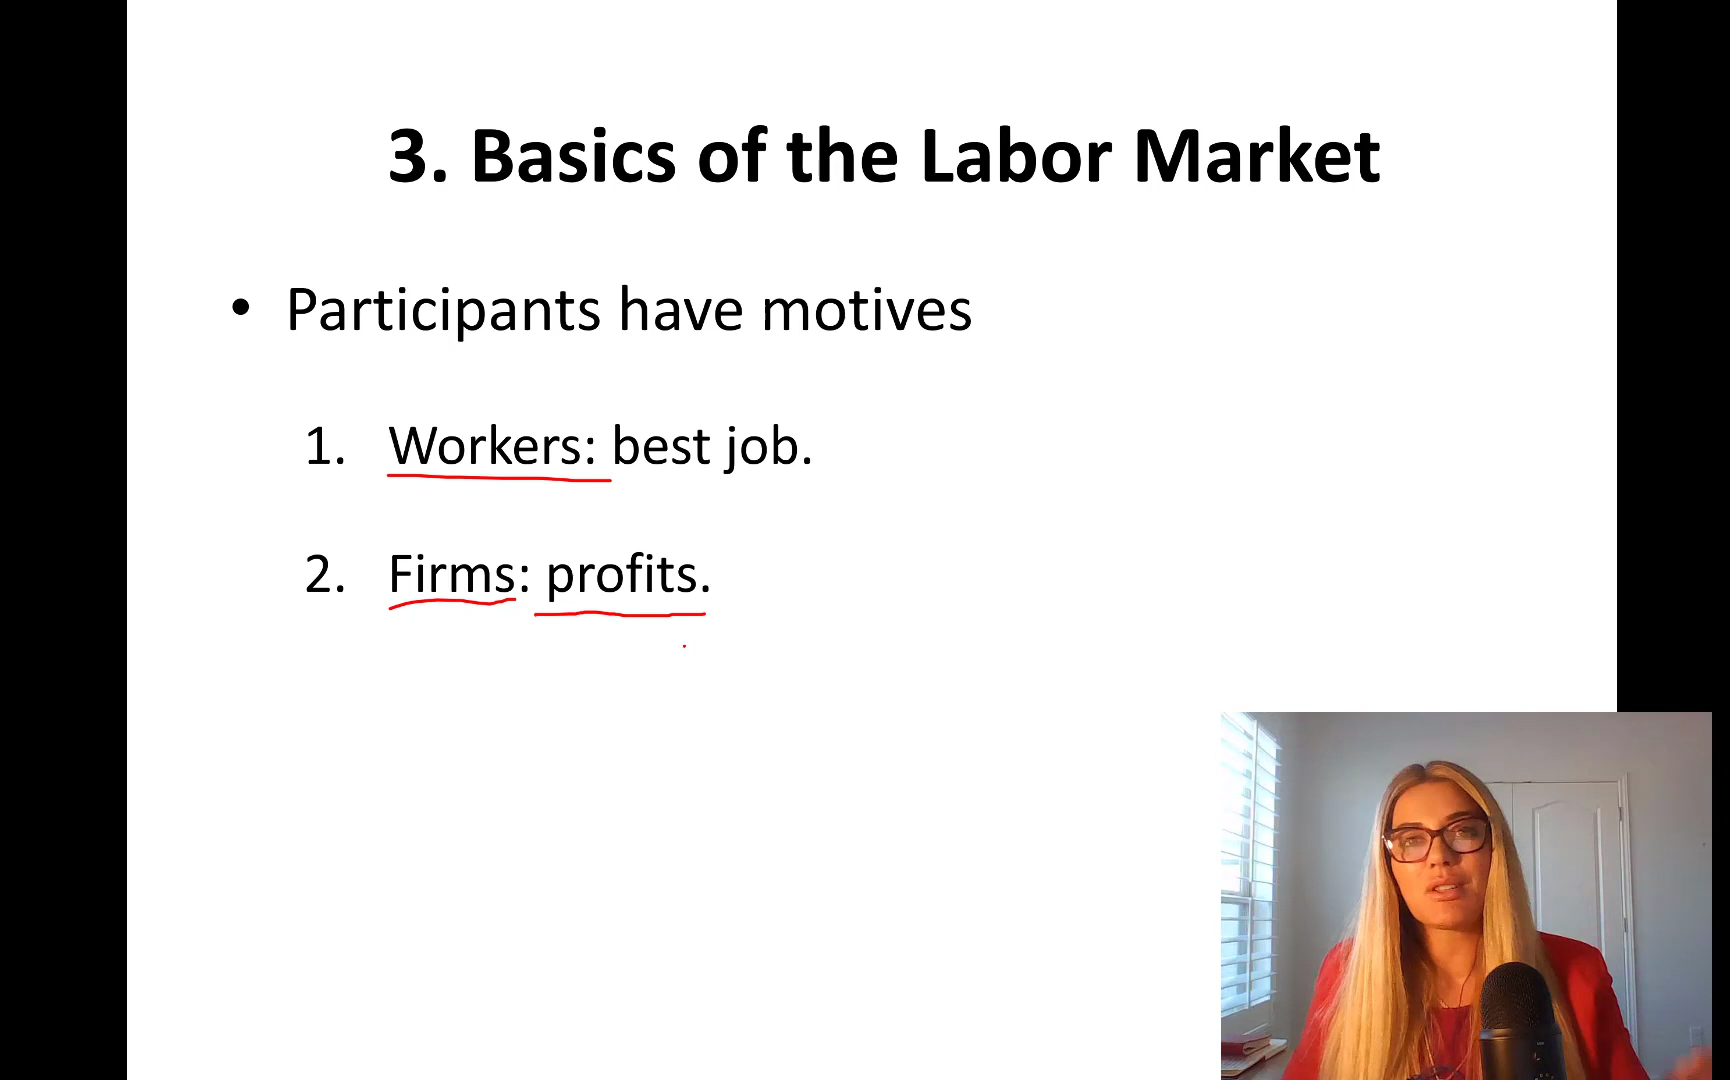 3. Basics of the Labor Market
• Participants have motives
1. Workers: best job.
2. Firms: profits.